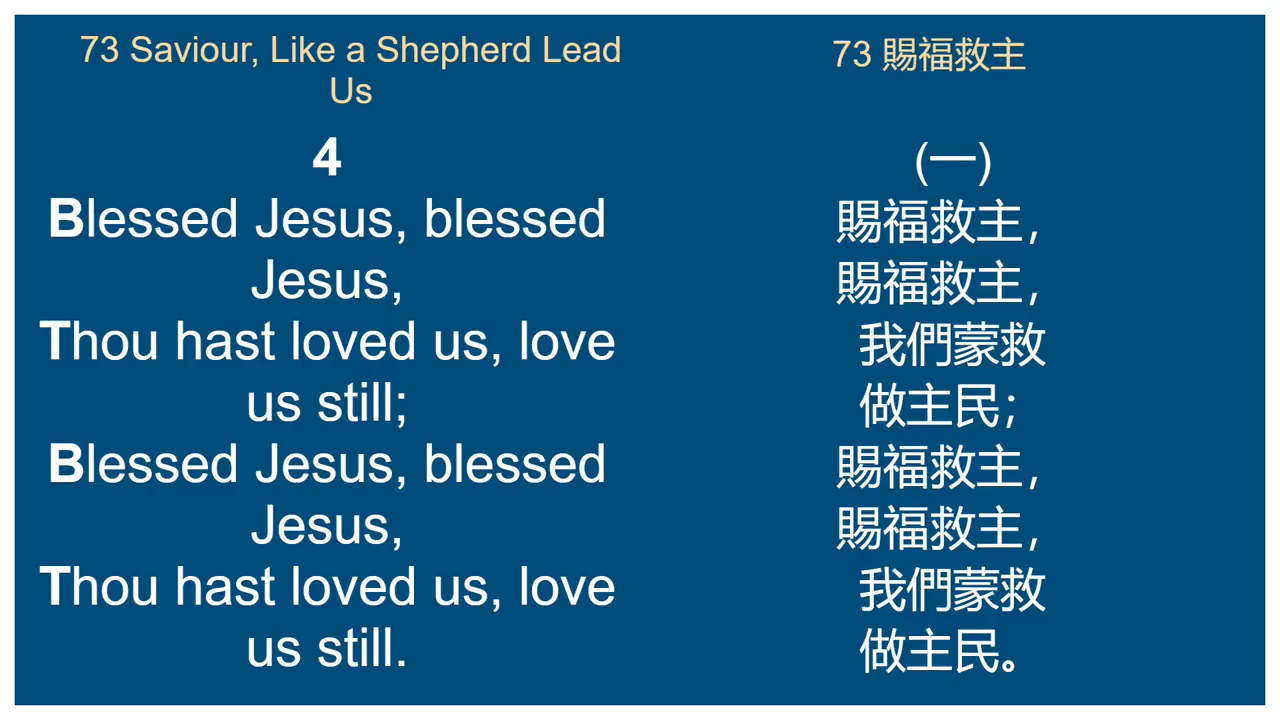 73 Saviour, Like a Shepherd Lead
Us
4
Blessed Jesus, blessed
Jesus,
Thou hast loved us, love
us still;
Blessed Jesus, blessed
Jesus,
Thou hast loved us, love
us still.
73 賜福救主
(一)
賜福救主,
賜福救主,
我們蒙救
做主民;
賜福救主,
賜福救主,
我們蒙救
做主民。